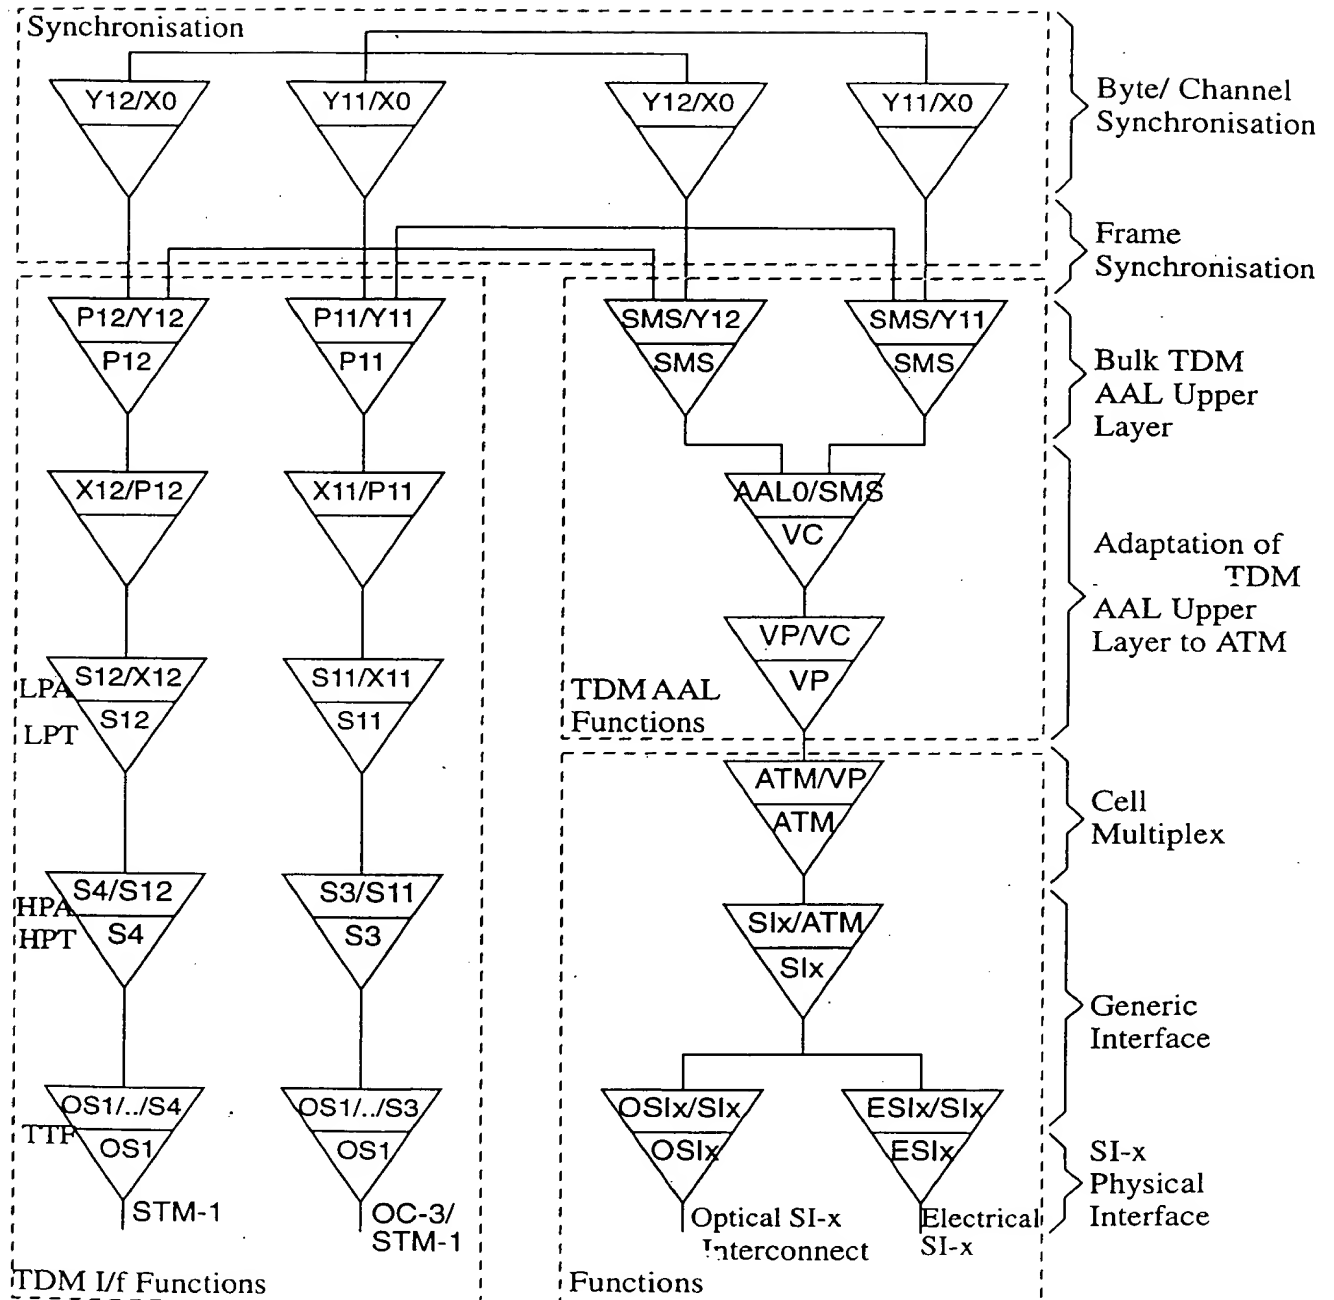 Synchronisation
Y12/X0
Y11/X0
Y12/X0
Y11/X0
Byte/ Channel
Synchronisation
Frame
Synchronisation
P12/Y12
P12
P11/Y11
P11
SMS/Y12
SMS
SMS/Y11
SMS
Bulk TDM
AAL Upper
Layer
X12/P12
X11/P11
AAL0/SMS
VC
Adaptation of
TDM
AAL Upper
Layer to ATM
VP/VC
VP
LPA
LPT
S12/X12
S12
S11/X11
S11
TDM AAL
Functions
ATM/VP
ATM
Cell
Multiplex
HPA
HPT
S4/S12
S4
S3/S11
S3
SIx/ATM
SIx
Generic
Interface
OS1/../S4
TTF
OS1
OS1/../S3
OS1
OSIx/SIx
OSIx
ESIx/SIx
ESIx
SI-x
Physical
Interface
STM-1
OC-3/
STM-1
Optical SI-x
Interconnect
Electrical
SI-x
TDM I/f Functions
Functions